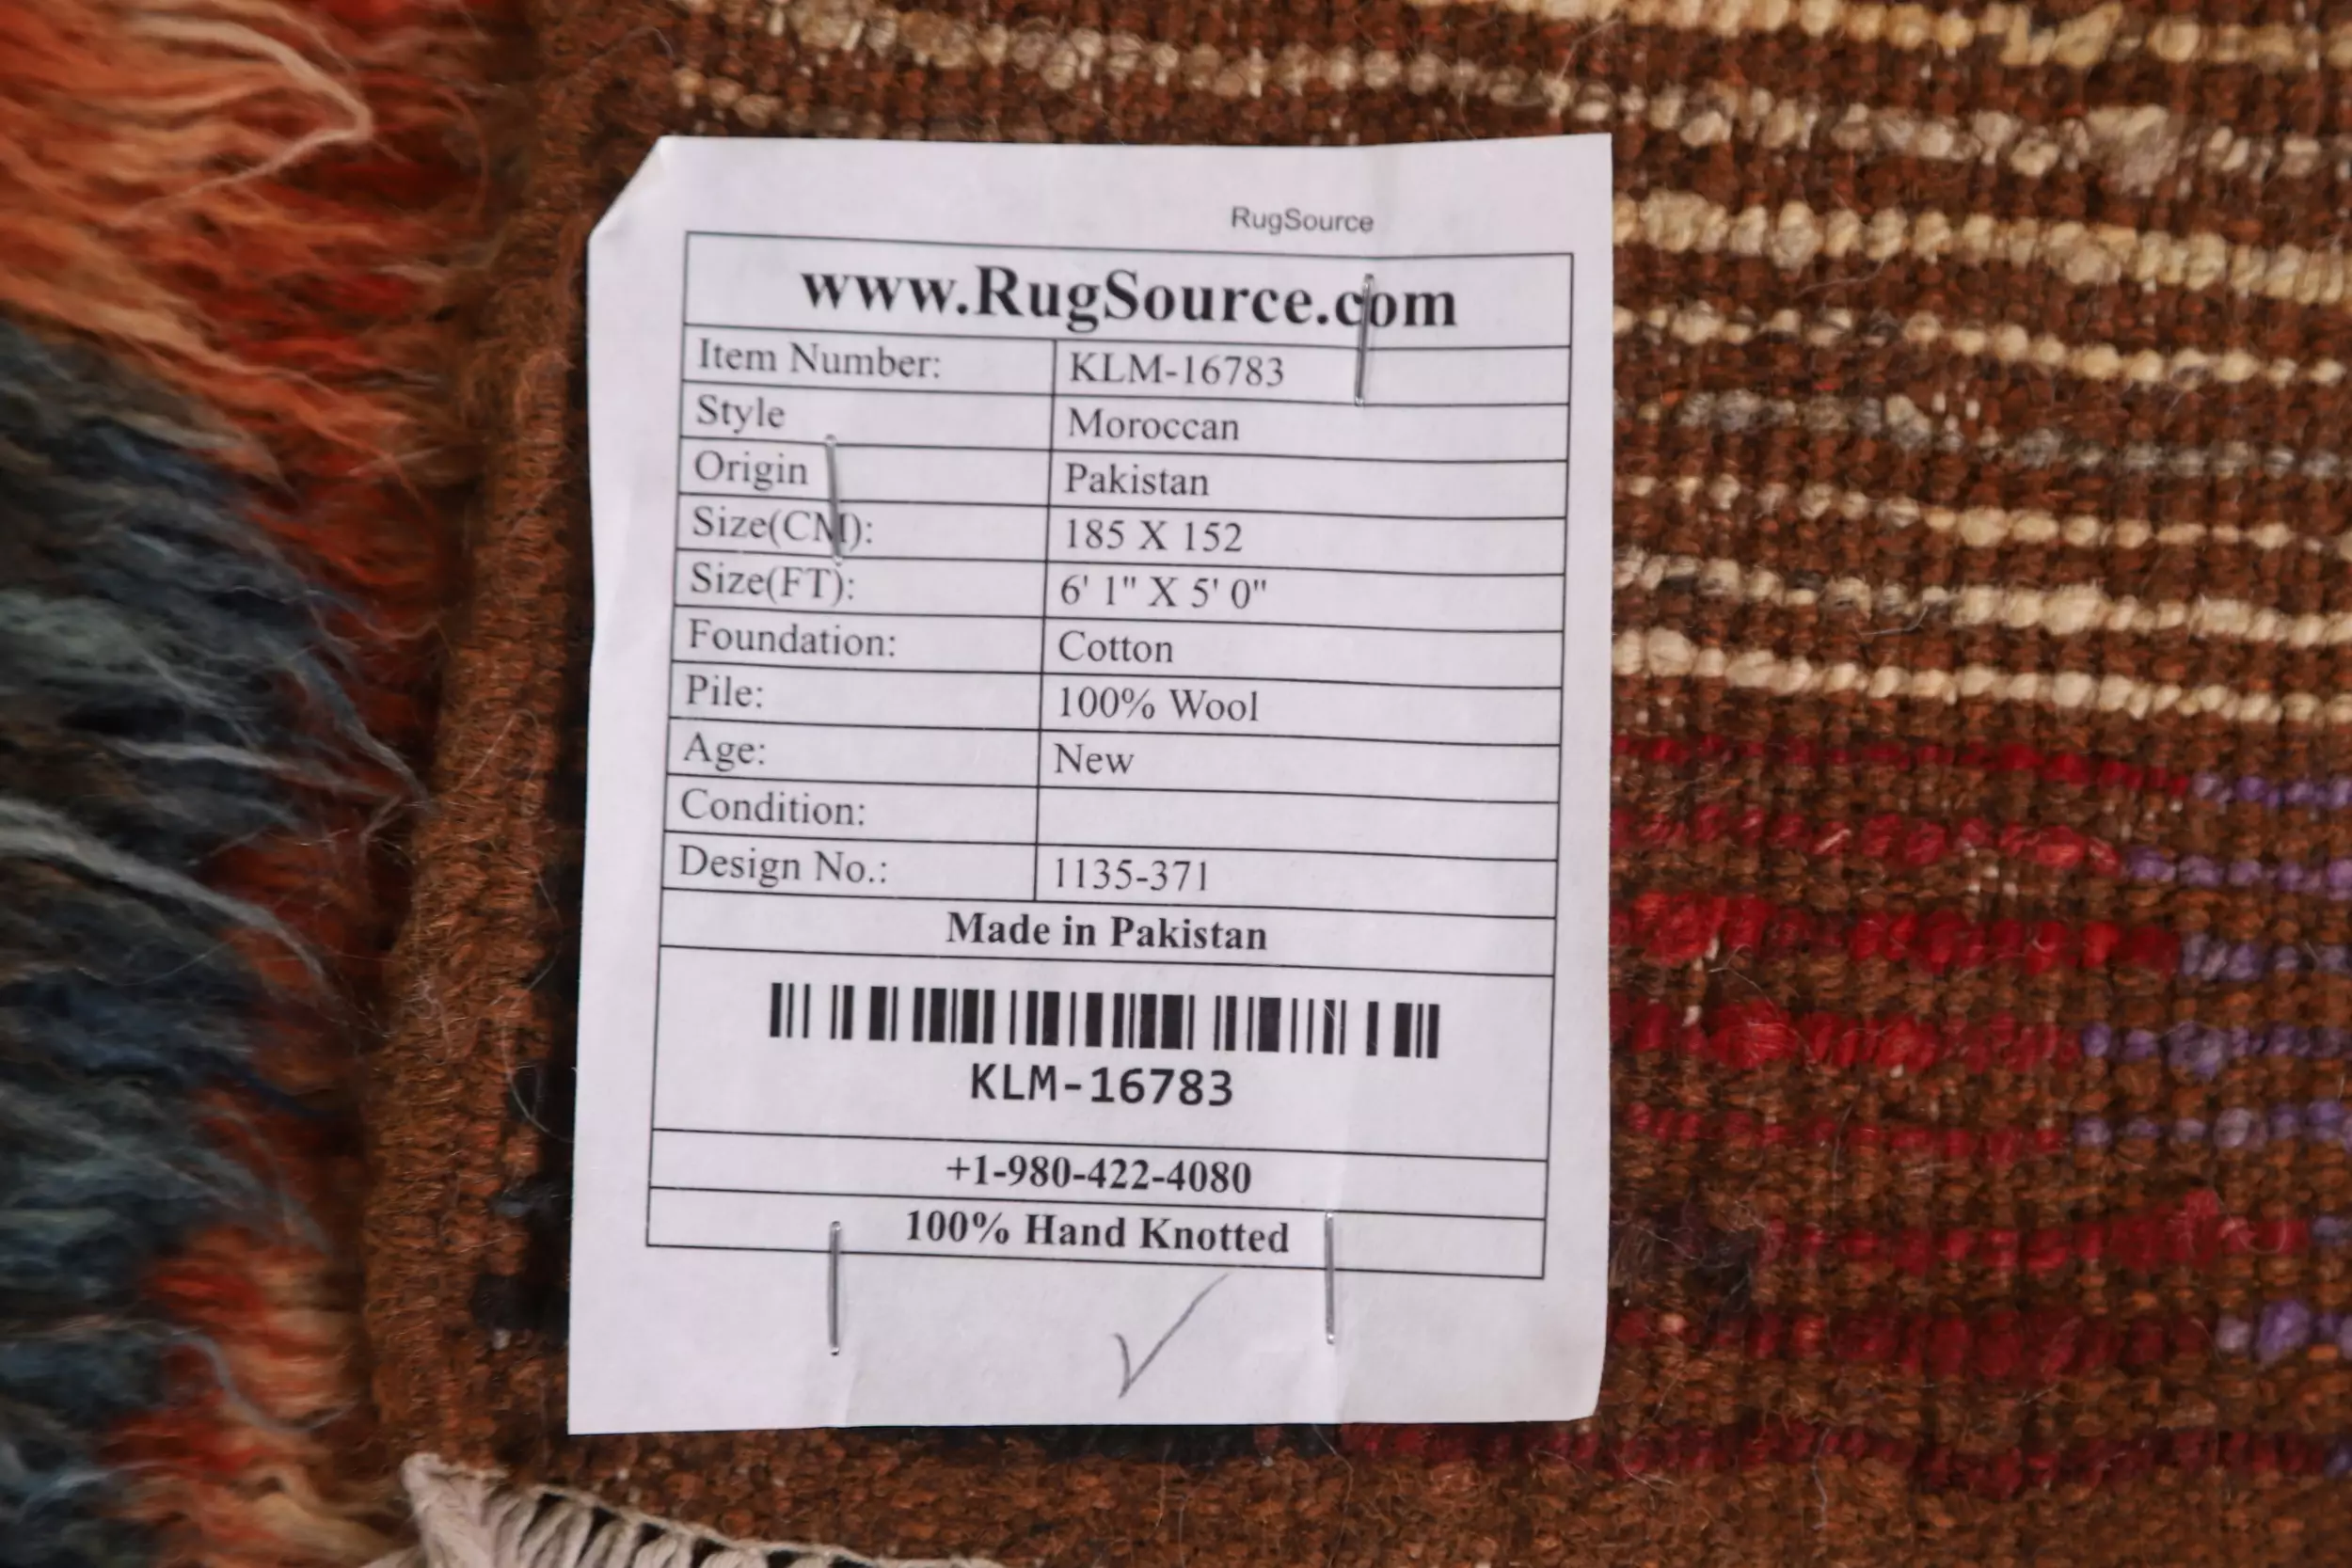 RugSource
www.RugSource.com
Item Number: KLM-16783
Style Moroccan
Origin Pakistan
Size(CM): 185 X 152
Size(FT): 6' 1" X 5' 0"
Foundation: Cotton
Pile: 100% Wool
Age: New
Condition:
Design No.: 1135-371
Made in Pakistan
KLM-16783
+1-980-422-4080
100% Hand Knotted